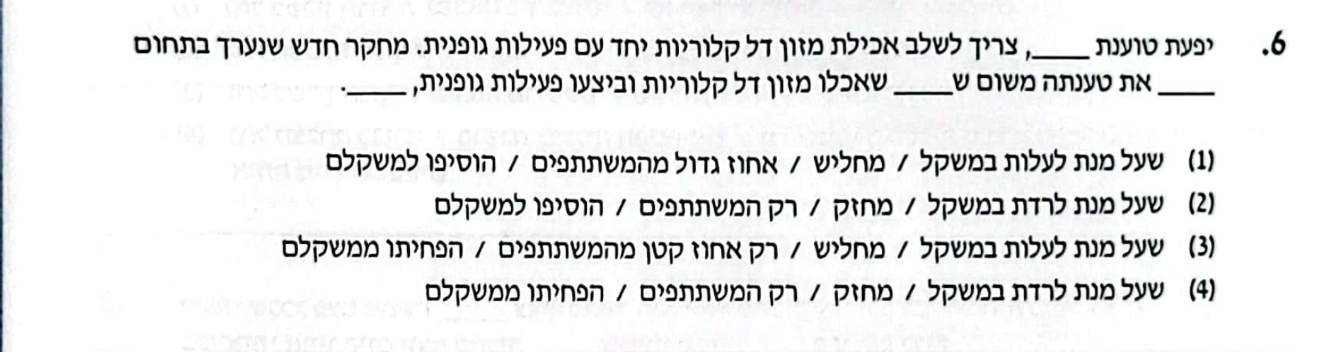 6. יפעת טוענת ____, צריך לשלב אכילת מזון דל קלוריות יחד עם פעילות גופנית. מחקר חדש שנערך בתחום
____ את טענתה משום ש ____ שאכלו מזון דל קלוריות וביצעו פעילות גופנית, ____.
(1) שעל מנת לעלות במשקל / מחליש / אחוז גדול מהמשתתפים / הוסיפו למשקלם
(2) שעל מנת לרדת במשקל / מחזק / רק המשתתפים / הוסיפו למשקלם
(3) שעל מנת לעלות במשקל / מחליש / רק אחוז קטן מהמשתתפים / הפחיתו ממשקלם
(4) שעל מנת לרדת במשקל / מחזק / רק המשתתפים / הפחיתו ממשקלם